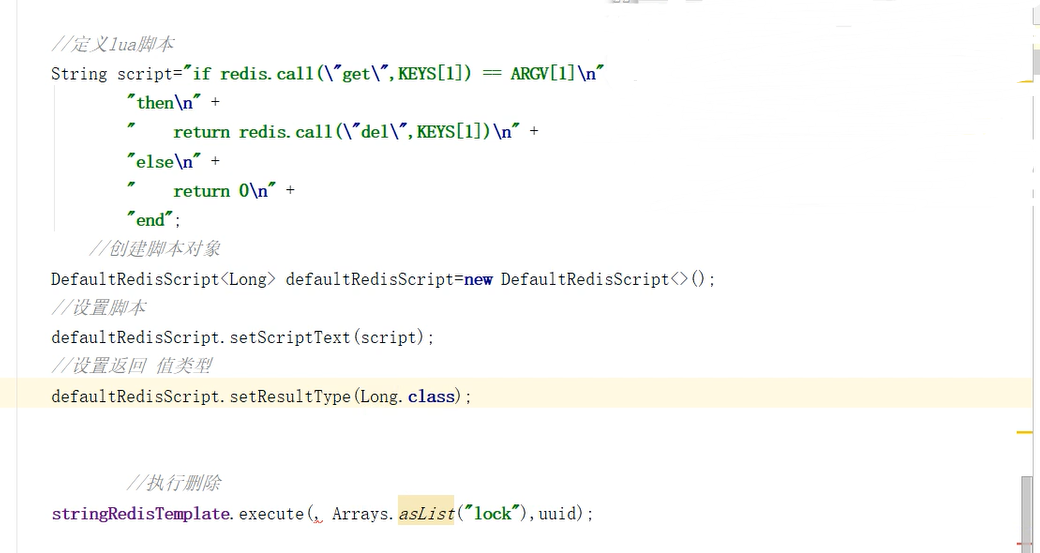 //定义lua脚本
String script="if redis.call(\"get\",KEYS[1]) == ARGV[1]\n"
"then\n" +
"    return redis.call(\"del\",KEYS[1])\n" +
"else\n" +
"    return 0\n" +
"end";
//创建脚本对象
DefaultRedisScript<Long> defaultRedisScript=new DefaultRedisScript<>();
//设置脚本
defaultRedisScript.setScriptText(script);
//设置返回 值类型
defaultRedisScript.setResultType(Long.class);
//执行删除
stringRedisTemplate.execute(, Arrays.asList("lock"),uuid);